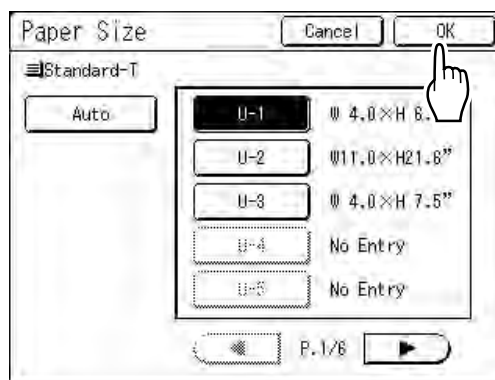 Paper Size Cancel OK
Standard-T
Auto U-1 W 4.0×H 6.
U-2 W11.0×H21.6"
U-3 W 4.0×H 7.5"
U-4 No Entry
U-5 No Entry
P.1/6